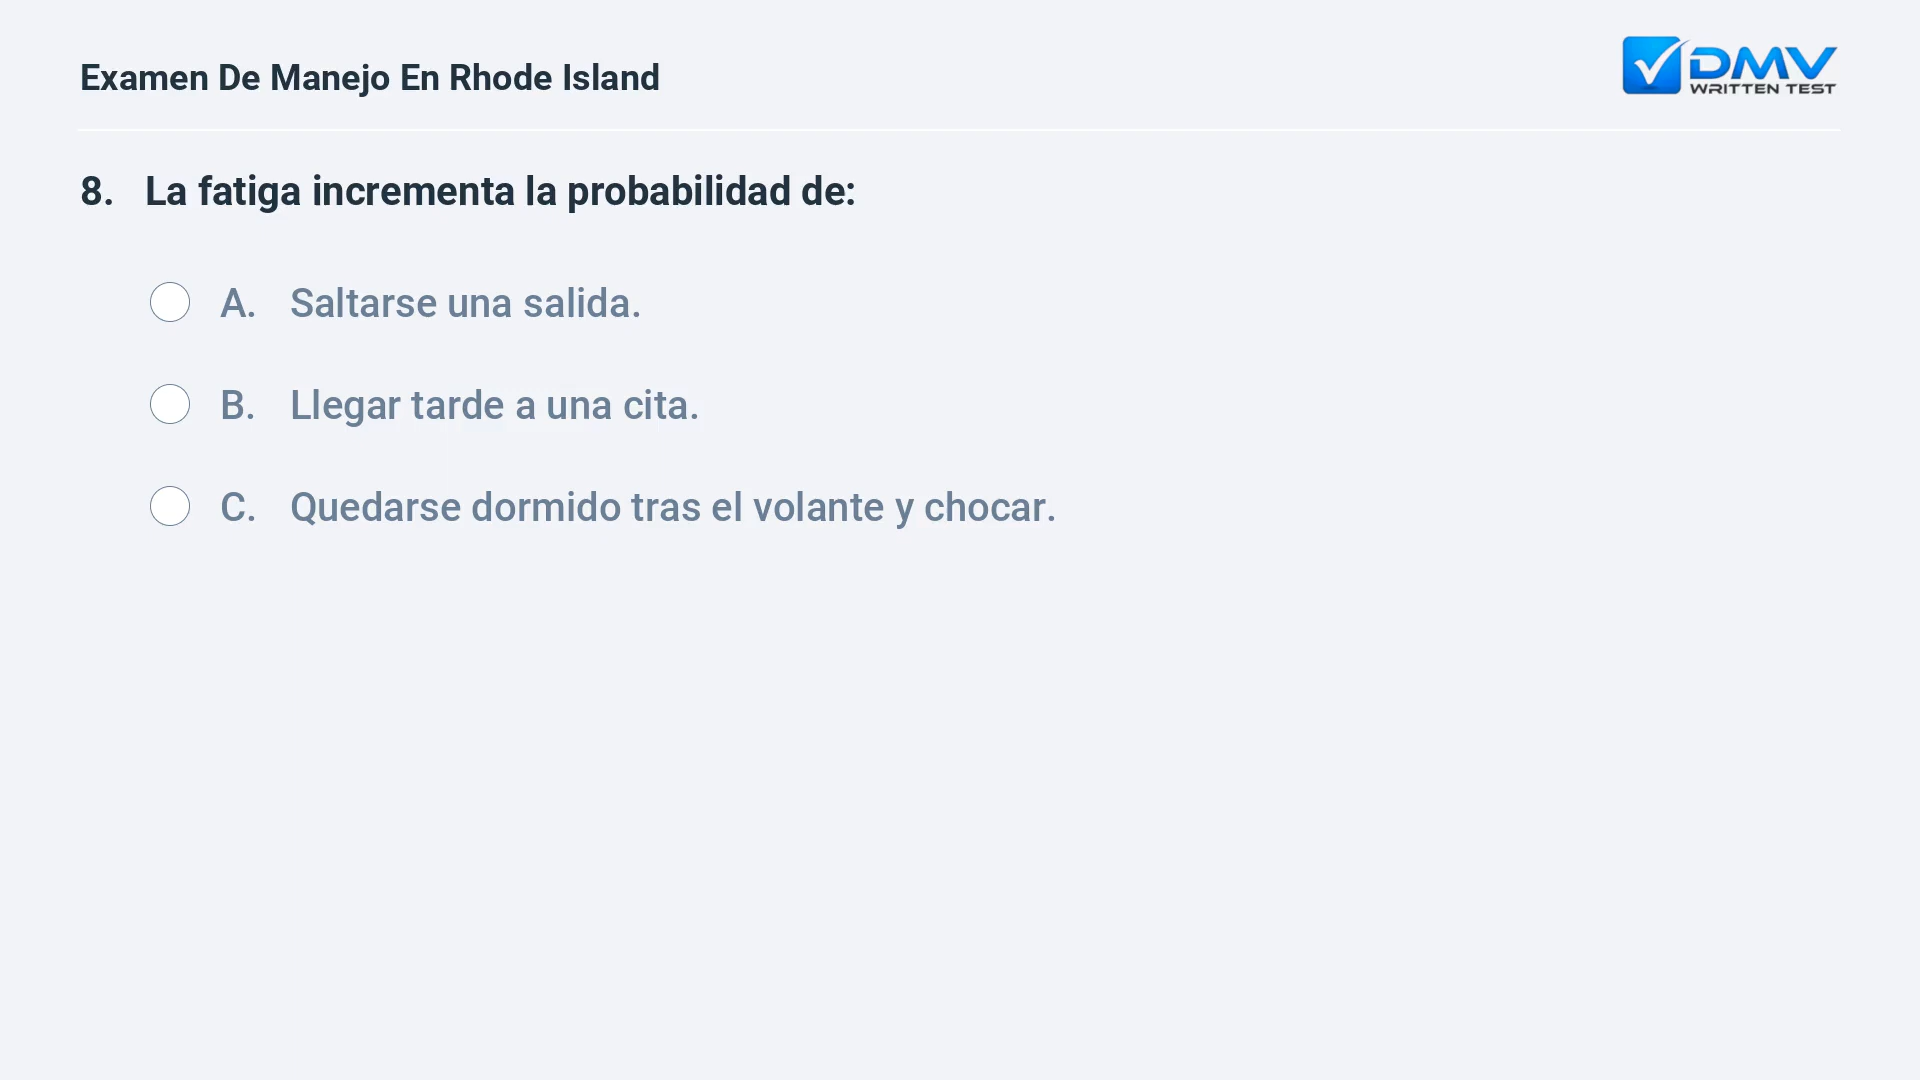 Examen De Manejo En Rhode Island
DMV
WRITTEN TEST
8. La fatiga incrementa la probabilidad de:
A. Saltarse una salida.
B. Llegar tarde a una cita.
C. Quedarse dormido tras el volante y chocar.